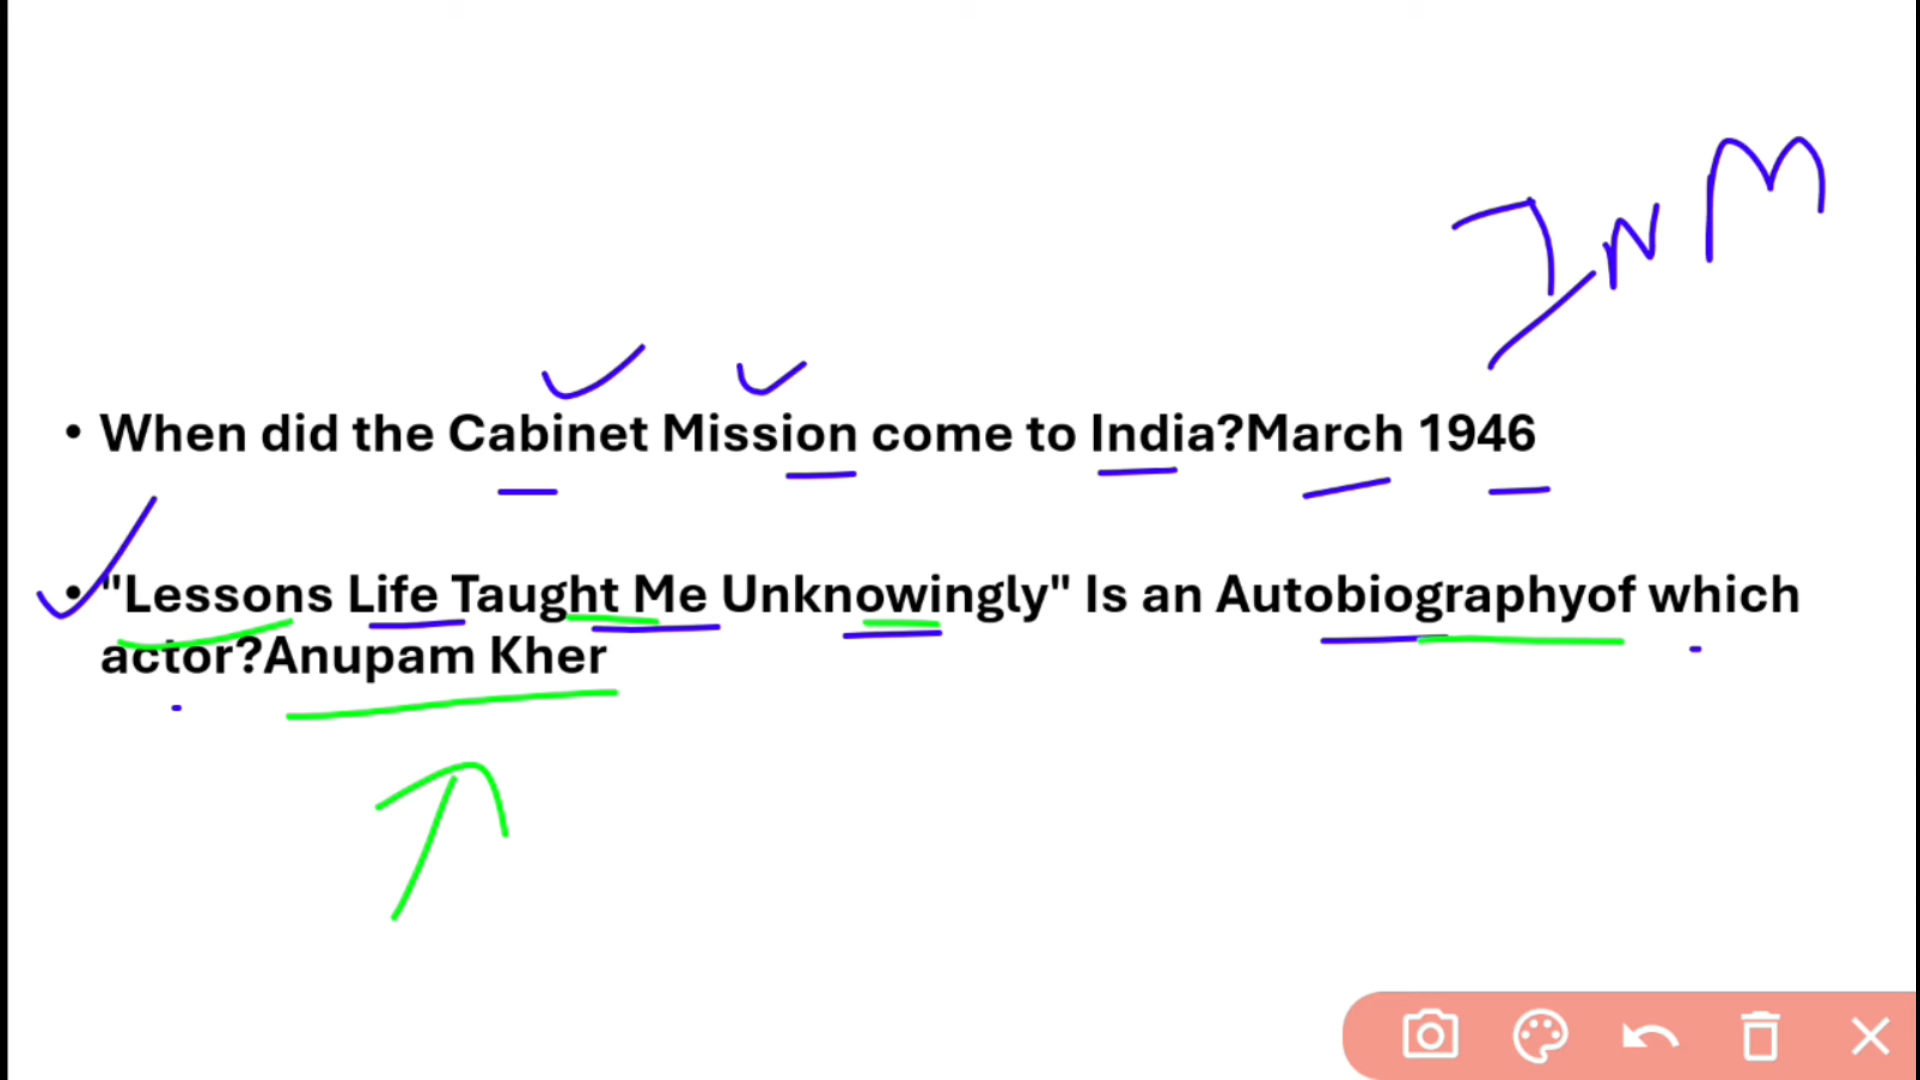 INM
• When did the Cabinet Mission come to India?March 1946
• "Lessons Life Taught Me Unknowingly" Is an Autobiographyof which
actor?Anupam Kher